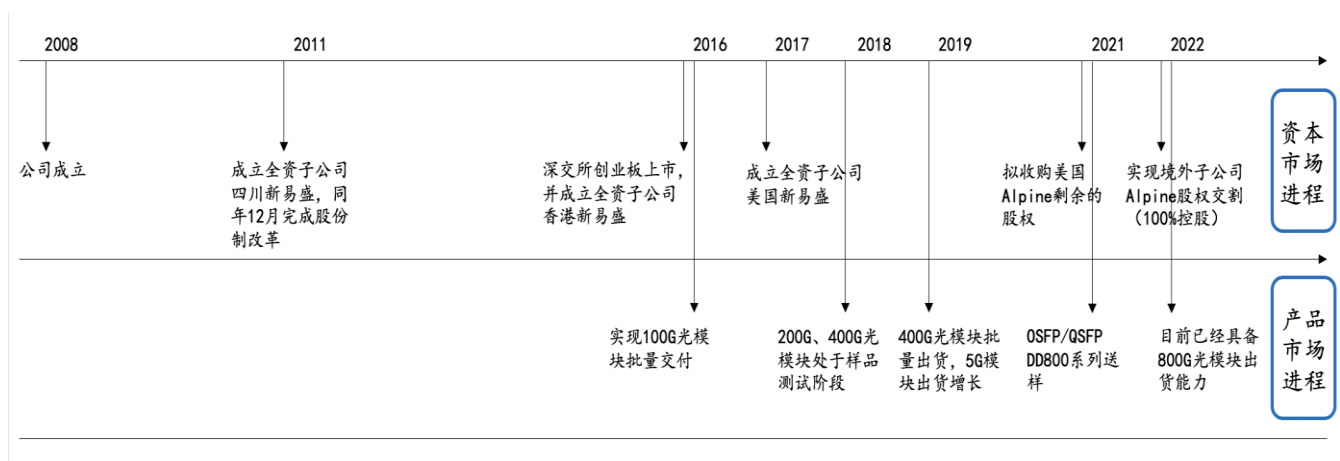 2008
2011
2016
2017
2018
2019
2021
2022
公司成立
成立全资子公司
四川新易盛，同
年12月完成股份
制改革
深交所创业板上市，
并成立全资子公司
香港新易盛
成立全资子公司
美国新易盛
拟收购美国
Alpine剩余的
股权
实现境外子公司
Alpine股权交割
（100%控股）
资本
市场
进程
实现100G光模
块批量交付
200G、400G光
模块处于样品
测试阶段
400G光模块批
量出货，5G模
块出货增长
OSFP/QSFP
DD800系列送
样
目前已经具备
800G光模块出
货能力
产品
市场
进程